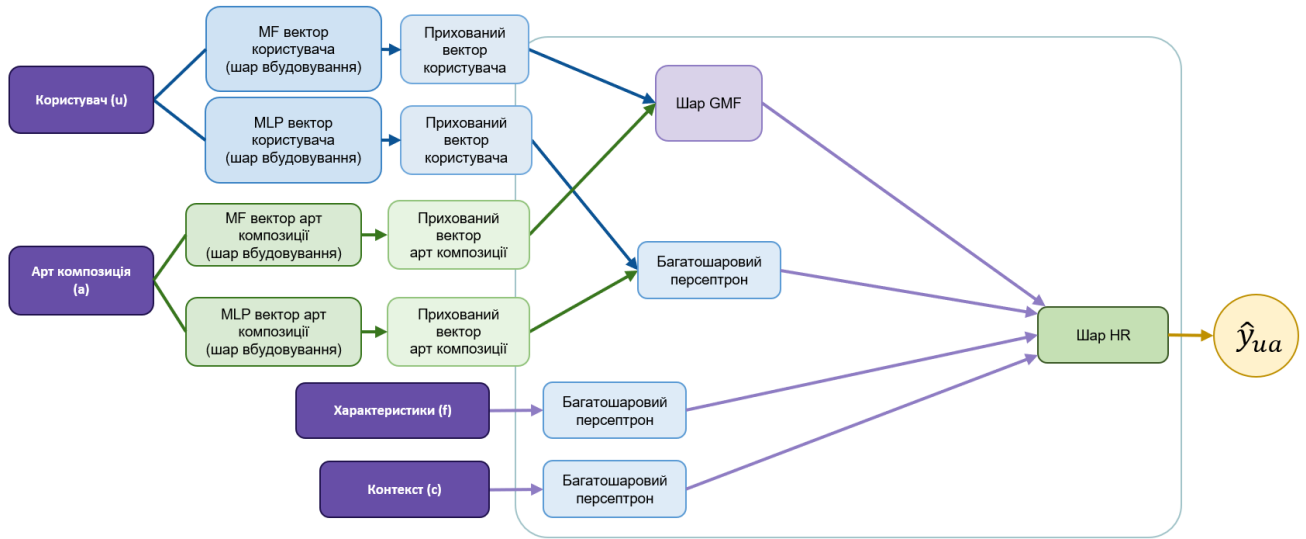 Користувач (u)
MF вектор
користувача
(шар вбудовування)
Прихований
вектор
користувача
MLP вектор
користувача
(шар вбудовування)
Прихований
вектор
користувача
Шар GMF
Арт композиція
(a)
MF вектор арт
композиції
(шар вбудовування)
Прихований
вектор
арт композиції
MLP вектор арт
композиції
(шар вбудовування)
Прихований
вектор
арт композиції
Багатошаровий
персептрон
Характеристики (f)
Багатошаровий
персептрон
Контекст (c)
Багатошаровий
персептрон
Шар HR
ŷua